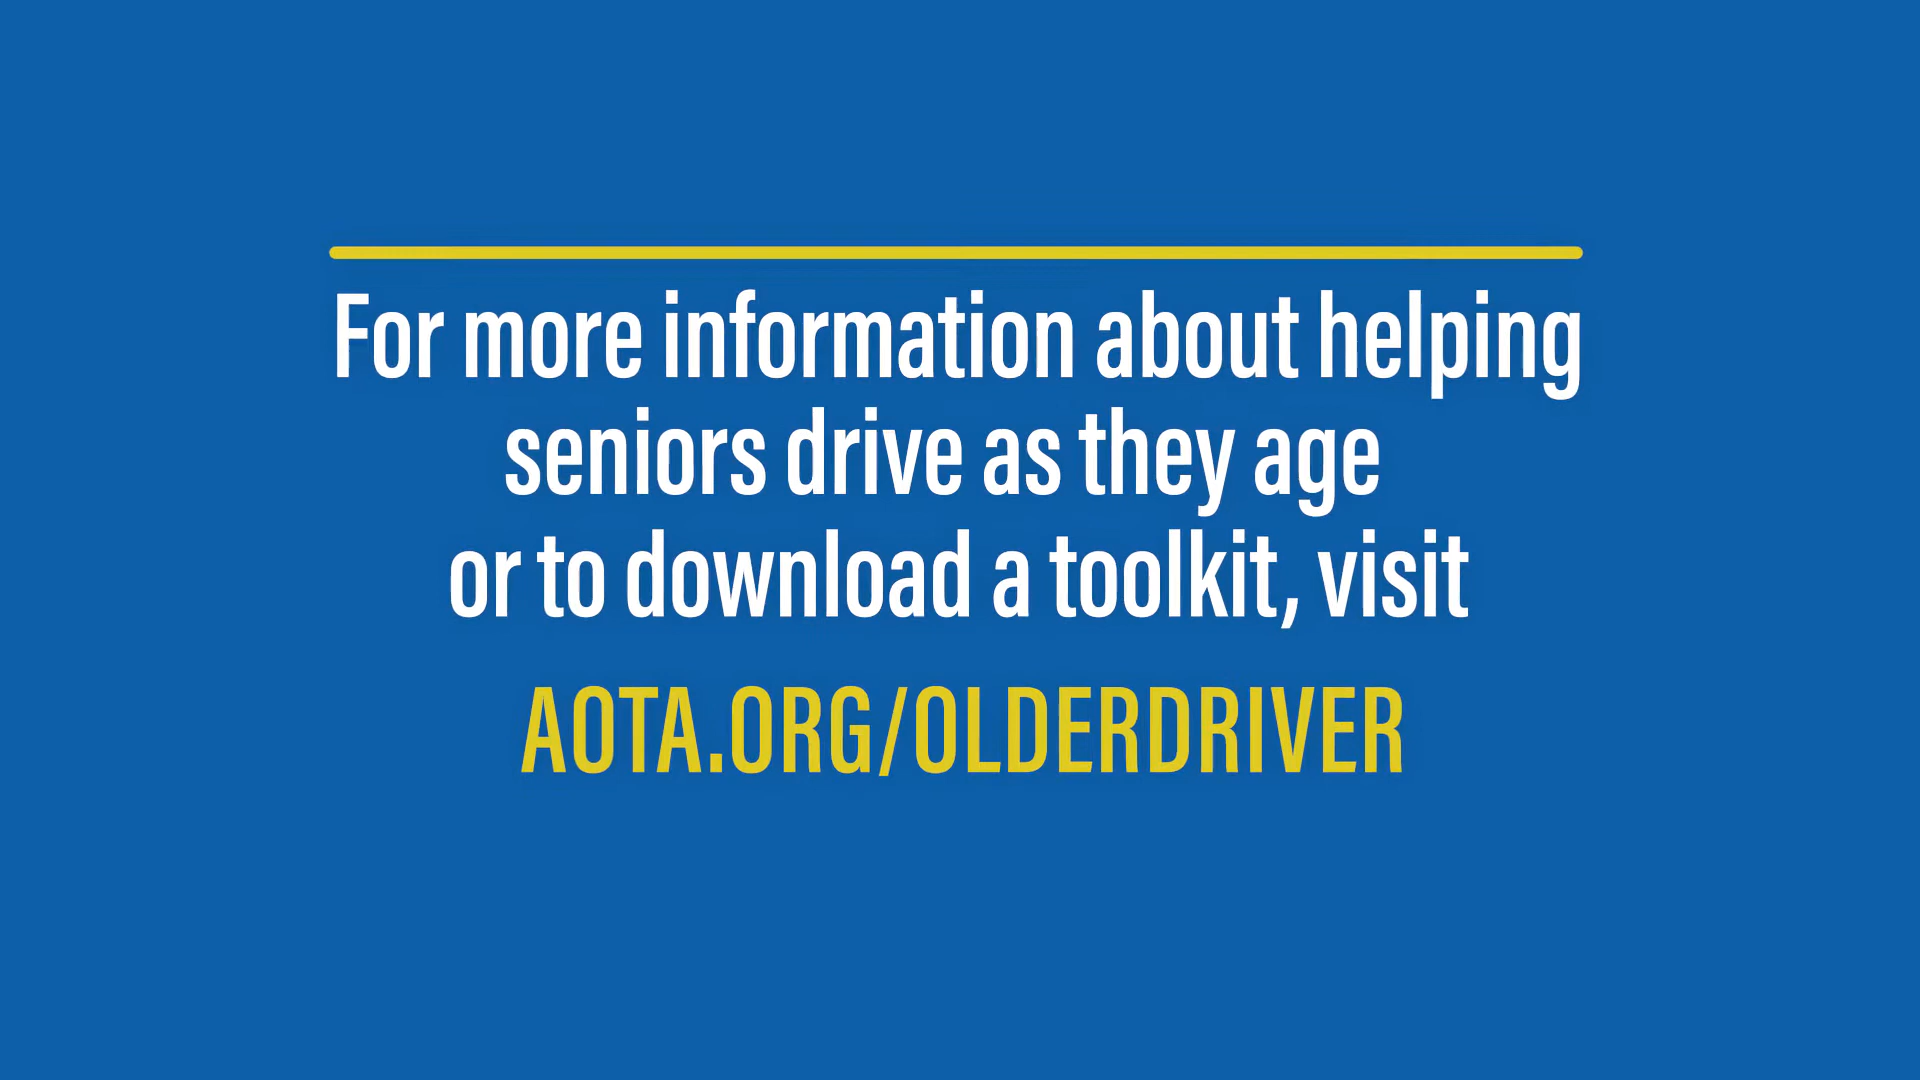 For more information about helping
seniors drive as they age
or to download a toolkit, visit
AOTA.ORG/OLDERDRIVER